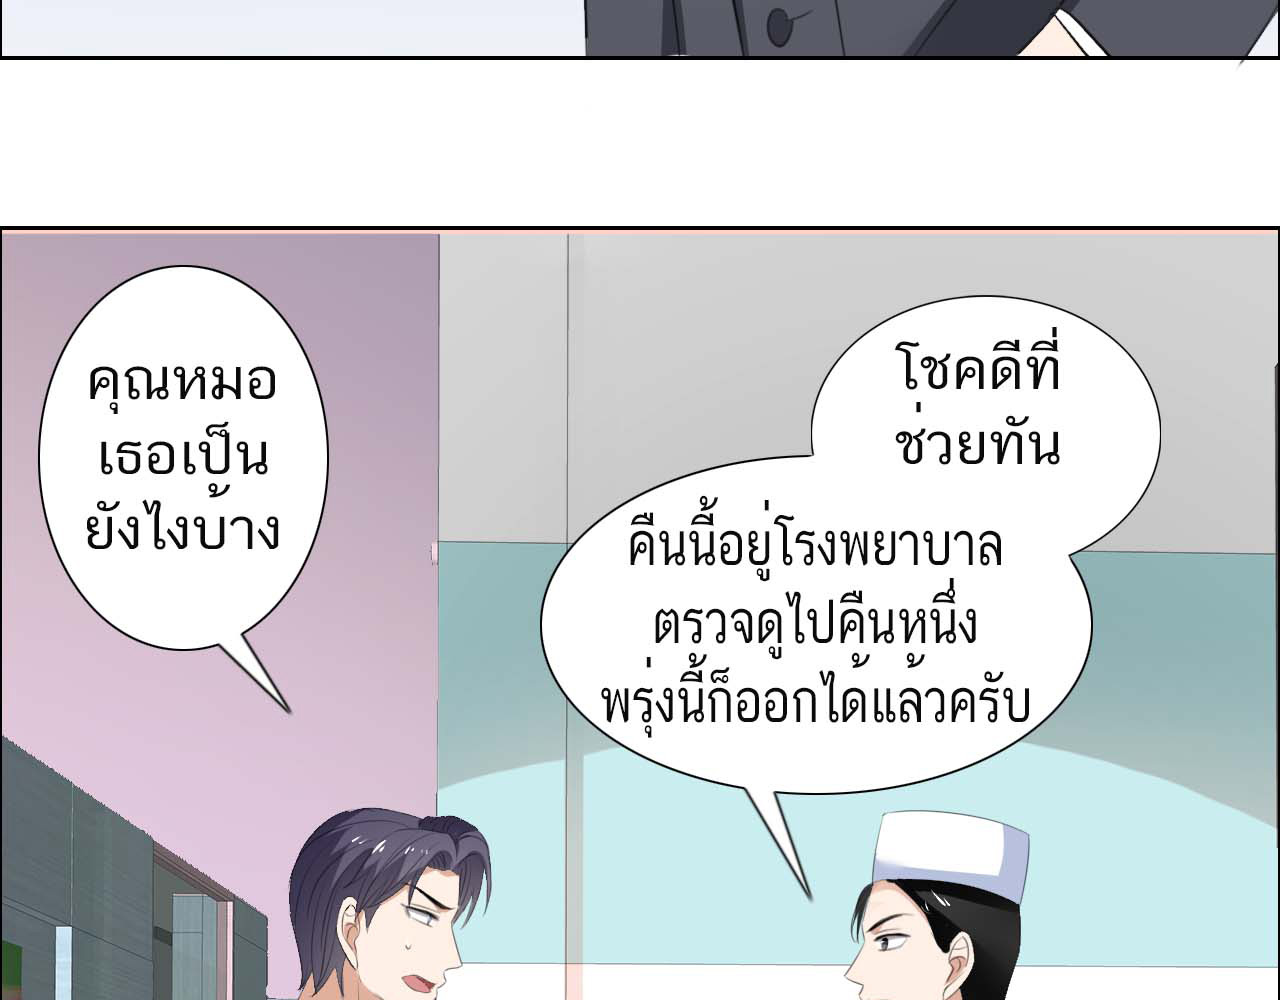 คุณหมอ
เธอเป็น
ยังไงบ้าง
โชคดีที่
ช่วยทัน
คืนนี้อยู่โรงพยาบาล
ตรวจดูไปคืนหนึ่ง
พรุ่งนี้ก็ออกได้แล้วครับ